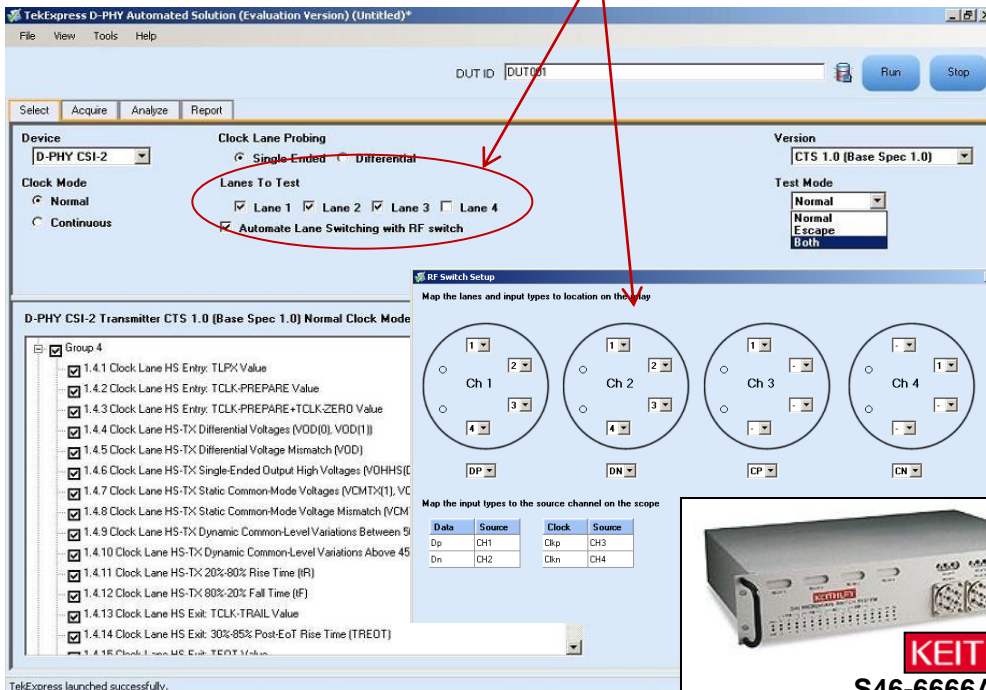 TekExpress D-PHY Automated Solution (Evaluation Version) (Untitled)*
File View Tools Help
DUT ID DUT001 Run Stop
Select Acquire Analyze Report
Device Clock Lane Probing Version
D-PHY CSI-2 Single-Ended Differential CTS 1.0 (Base Spec 1.0)
Clock Mode Lanes To Test Test Mode
Normal Lane 1 Lane 2 Lane 3 Lane 4 Normal
Continuous Automate Lane Switching with RF switch Normal
Escape
Both
RF Switch Setup
Map the lanes and input types to location on the relay
D-PHY CSI-2 Transmitter CTS 1.0 (Base Spec 1.0) Normal Clock Mode
Group 4
1.4.1 Clock Lane HS Entry: TLPX Value
1.4.2 Clock Lane HS Entry: TCLK-PREPARE Value
1.4.3 Clock Lane HS Entry: TCLK-PREPARE+TCLK-ZERO Value
1.4.4 Clock Lane HS-TX Differential Voltages (VOD(0), VOD(1))
1.4.5 Clock Lane HS-TX Differential Voltage Mismatch (VOD)
1.4.6 Clock Lane HS-TX Single-Ended Output High Voltages (VOHHS(
1.4.7 Clock Lane HS-TX Static Common-Mode Voltages (VCMTX(1), VC
1.4.8 Clock Lane HS-TX Static Common-Mode Voltage Mismatch (VCM
1.4.9 Clock Lane HS-TX Dynamic Common-Level Variations Between 5
1.4.10 Clock Lane HS-TX Dynamic Common-Level Variations Above 45
1.4.11 Clock Lane HS-TX 20%-80% Rise Time (tR)
1.4.12 Clock Lane HS-TX 80%-20% Fall Time (tF)
1.4.13 Clock Lane HS Exit: TCLK-TRAIL Value
1.4.14 Clock Lane HS Exit: 30%-85% Post-EoT Rise Time (TREOT)
1.4.15 Clock Lane HS Exit: TEOT Value
1 1 1 -
2 2 - 1
Ch 1 Ch 2 Ch 3 Ch 4
3 3 - -
4 4 - -
DP DN CP CN
Map the input types to the source channel on the scope
Data Source Clock Source
Dp CH1 Clkp CH3
Dn CH2 Clkn CH4
KEITHLEY
KEIT
S46-6666
TekExpress launched successfully.